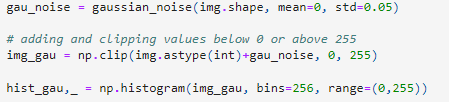 gau_noise = gaussian_noise(img.shape, mean=0, std=0.05)
# adding and clipping values below 0 or above 255
img_gau = np.clip(img.astype(int)+gau_noise, 0, 255)
hist_gau,_ = np.histogram(img_gau, bins=256, range=(0,255))